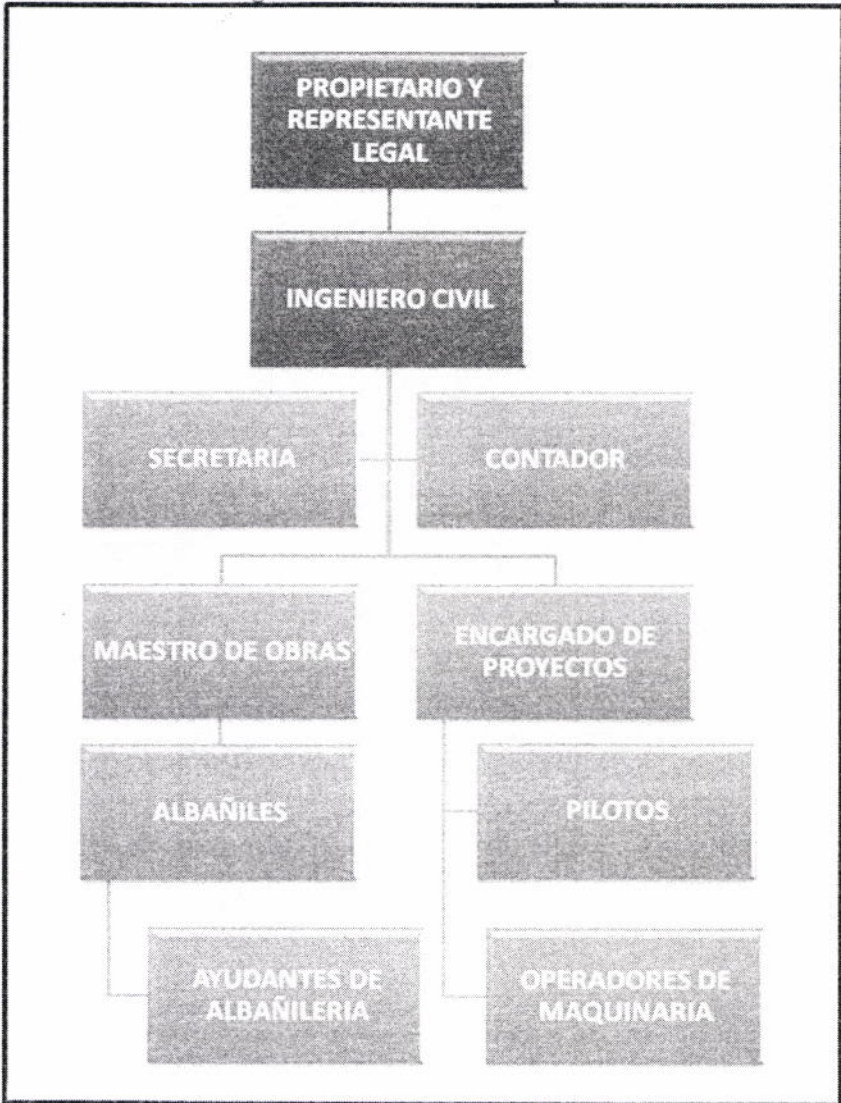 PROPIETARIO Y
REPRESENTANTE
LEGAL
INGENIERO CIVIL
SECRETARIA
CONTADOR
MAESTRO DE OBRAS
ENCARGADO DE
PROYECTOS
ALBAÑILES
PILOTOS
AYUDANTES DE
ALBAÑILERIA
OPERADORES DE
MAQUINARIA